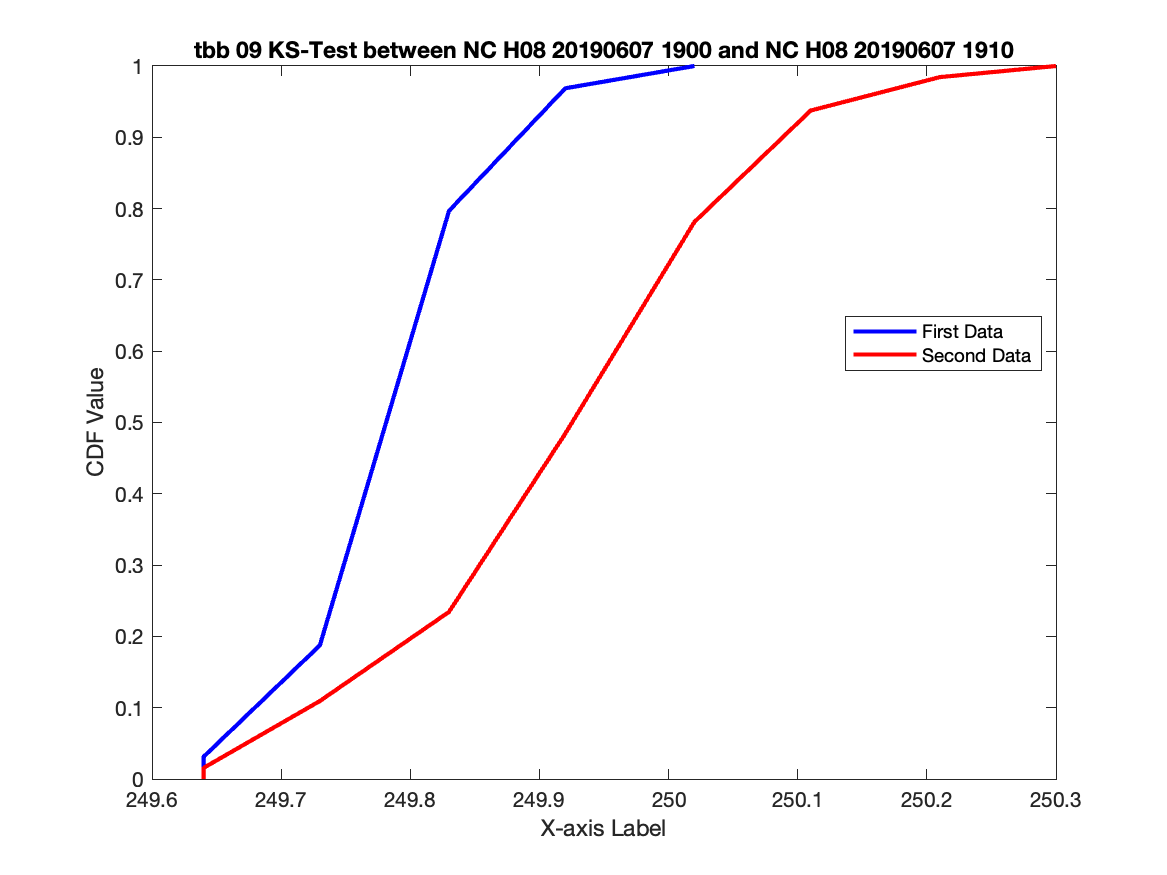 tbb 09 KS-Test between NC H08 20190607 1900 and NC H08 20190607 1910
1
0.9
0.8
0.7
0.6
0.5
0.4
0.3
0.2
0.1
0
CDF Value
First Data
Second Data
249.6 249.7 249.8 249.9 250 250.1 250.2 250.3
X-axis Label